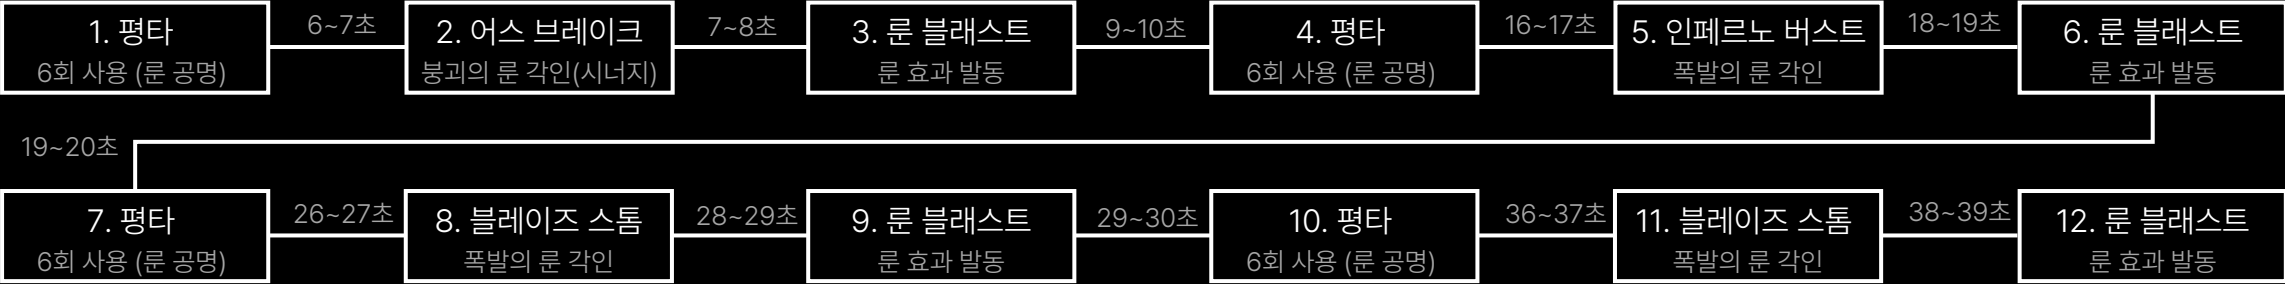 1. 평타
6회 사용 (룬 공명)
6~7초
2. 어스 브레이크
붕괴의 룬 각인(시너지)
7~8초
3. 룬 블래스트
룬 효과 발동
9~10초
4. 평타
6회 사용 (룬 공명)
16~17초
5. 인페르노 버스트
폭발의 룬 각인
18~19초
6. 룬 블래스트
룬 효과 발동
19~20초
7. 평타
6회 사용 (룬 공명)
26~27초
8. 블레이즈 스톰
폭발의 룬 각인
28~29초
9. 룬 블래스트
룬 효과 발동
29~30초
10. 평타
6회 사용 (룬 공명)
36~37초
11. 블레이즈 스톰
폭발의 룬 각인
38~39초
12. 룬 블래스트
룬 효과 발동